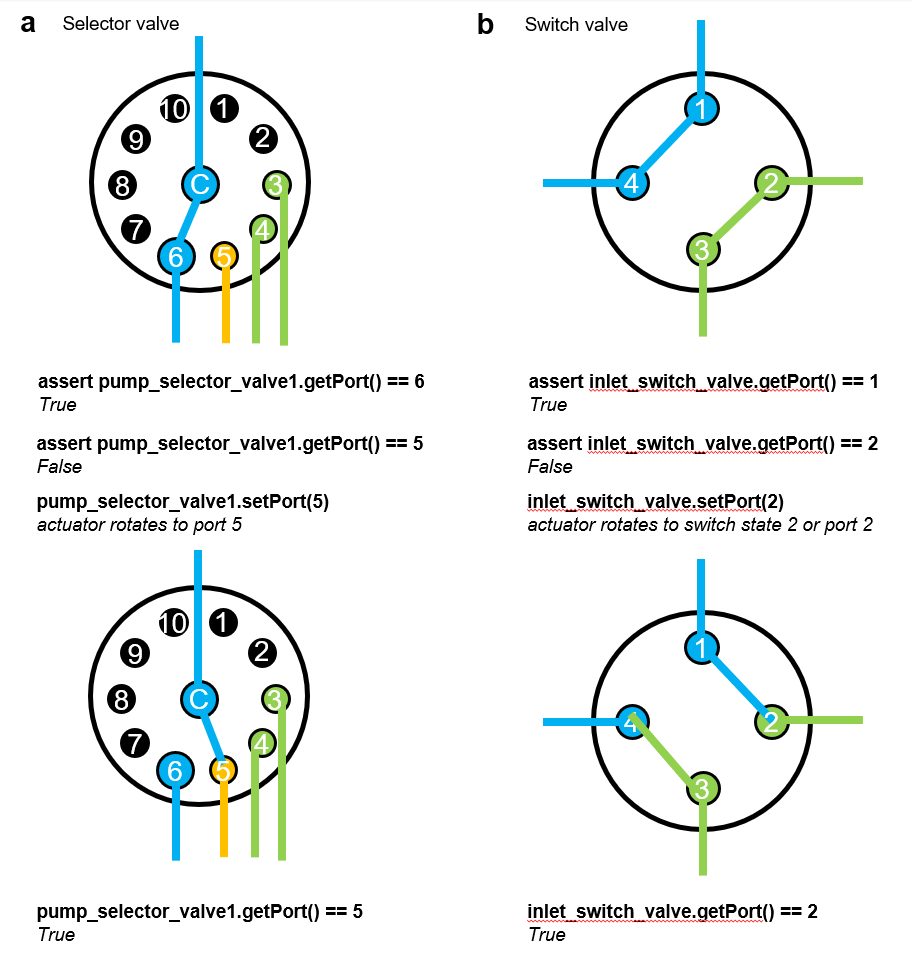 a Selector valve
10 1
9 2
8 C 3
7 4
6 5
assert pump_selector_valve1.getPort() == 6
True
assert pump_selector_valve1.getPort() == 5
False
pump_selector_valve1.setPort(5)
actuator rotates to port 5
10 1
9 2
8 C 3
7 4
6 5
pump_selector_valve1.getPort() == 5
True
b Switch valve
1
4 2
3
assert inlet_switch_valve.getPort() == 1
True
assert inlet_switch_valve.getPort() == 2
False
inlet_switch_valve.setPort(2)
actuator rotates to switch state 2 or port 2
1
4 2
3
inlet_switch_valve.getPort() == 2
True